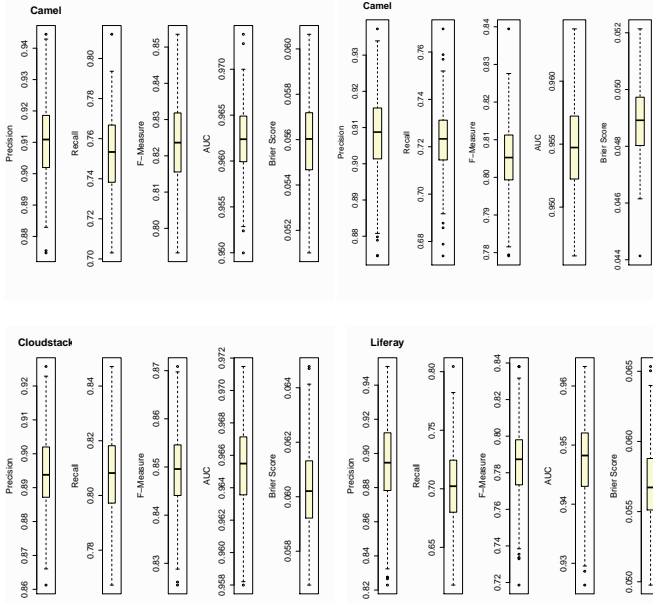 Camel
Precision
0.88 0.89 0.90 0.91 0.92 0.93 0.94
Recall
0.70 0.72 0.74 0.76 0.78 0.80
F−Measure
0.80 0.81 0.82 0.83 0.84 0.85
AUC
0.950 0.955 0.960 0.965 0.970
Brier Score
0.052 0.054 0.056 0.058 0.060
Camel
Precision
0.88 0.89 0.90 0.91 0.92 0.93
Recall
0.68 0.70 0.72 0.74 0.76
F−Measure
0.78 0.79 0.80 0.81 0.82 0.83 0.84
AUC
0.950 0.955 0.960
Brier Score
0.044 0.046 0.048 0.050 0.052
Cloudstack
Precision
0.86 0.87 0.88 0.89 0.90 0.91 0.92
Recall
0.78 0.80 0.82 0.84
F−Measure
0.83 0.84 0.85 0.86 0.87
AUC
0.958 0.960 0.962 0.964 0.966 0.968 0.970 0.972
Brier Score
0.058 0.060 0.062 0.064
Liferay
Precision
0.82 0.84 0.86 0.88 0.90 0.92 0.94
Recall
0.65 0.70 0.75 0.80
F−Measure
0.72 0.74 0.76 0.78 0.80 0.82 0.84
AUC
0.93 0.94 0.95 0.96
Brier Score
0.050 0.055 0.060 0.065